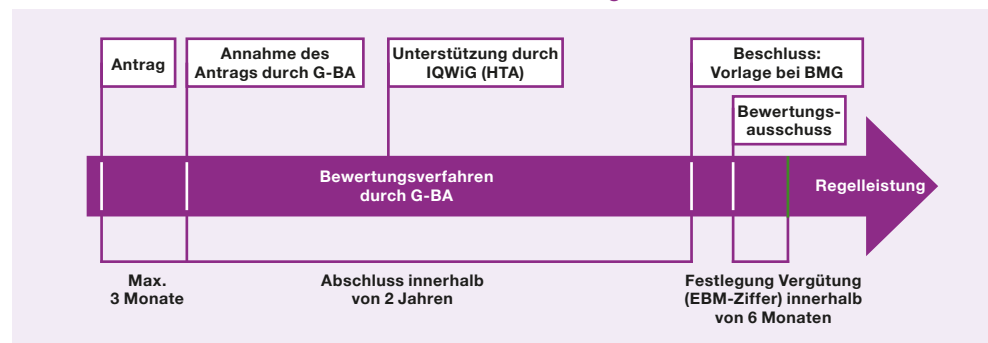 Antrag
Annahme des
Antrags durch G-BA
Unterstützung durch
IQWiG (HTA)
Beschluss:
Vorlage bei BMG
Bewertungs-
ausschuss
Bewertungsverfahren
durch G-BA
Regelleistung
Max.
3 Monate
Abschluss innerhalb
von 2 Jahren
Festlegung Vergütung
(EBM-Ziffer) innerhalb
von 6 Monaten